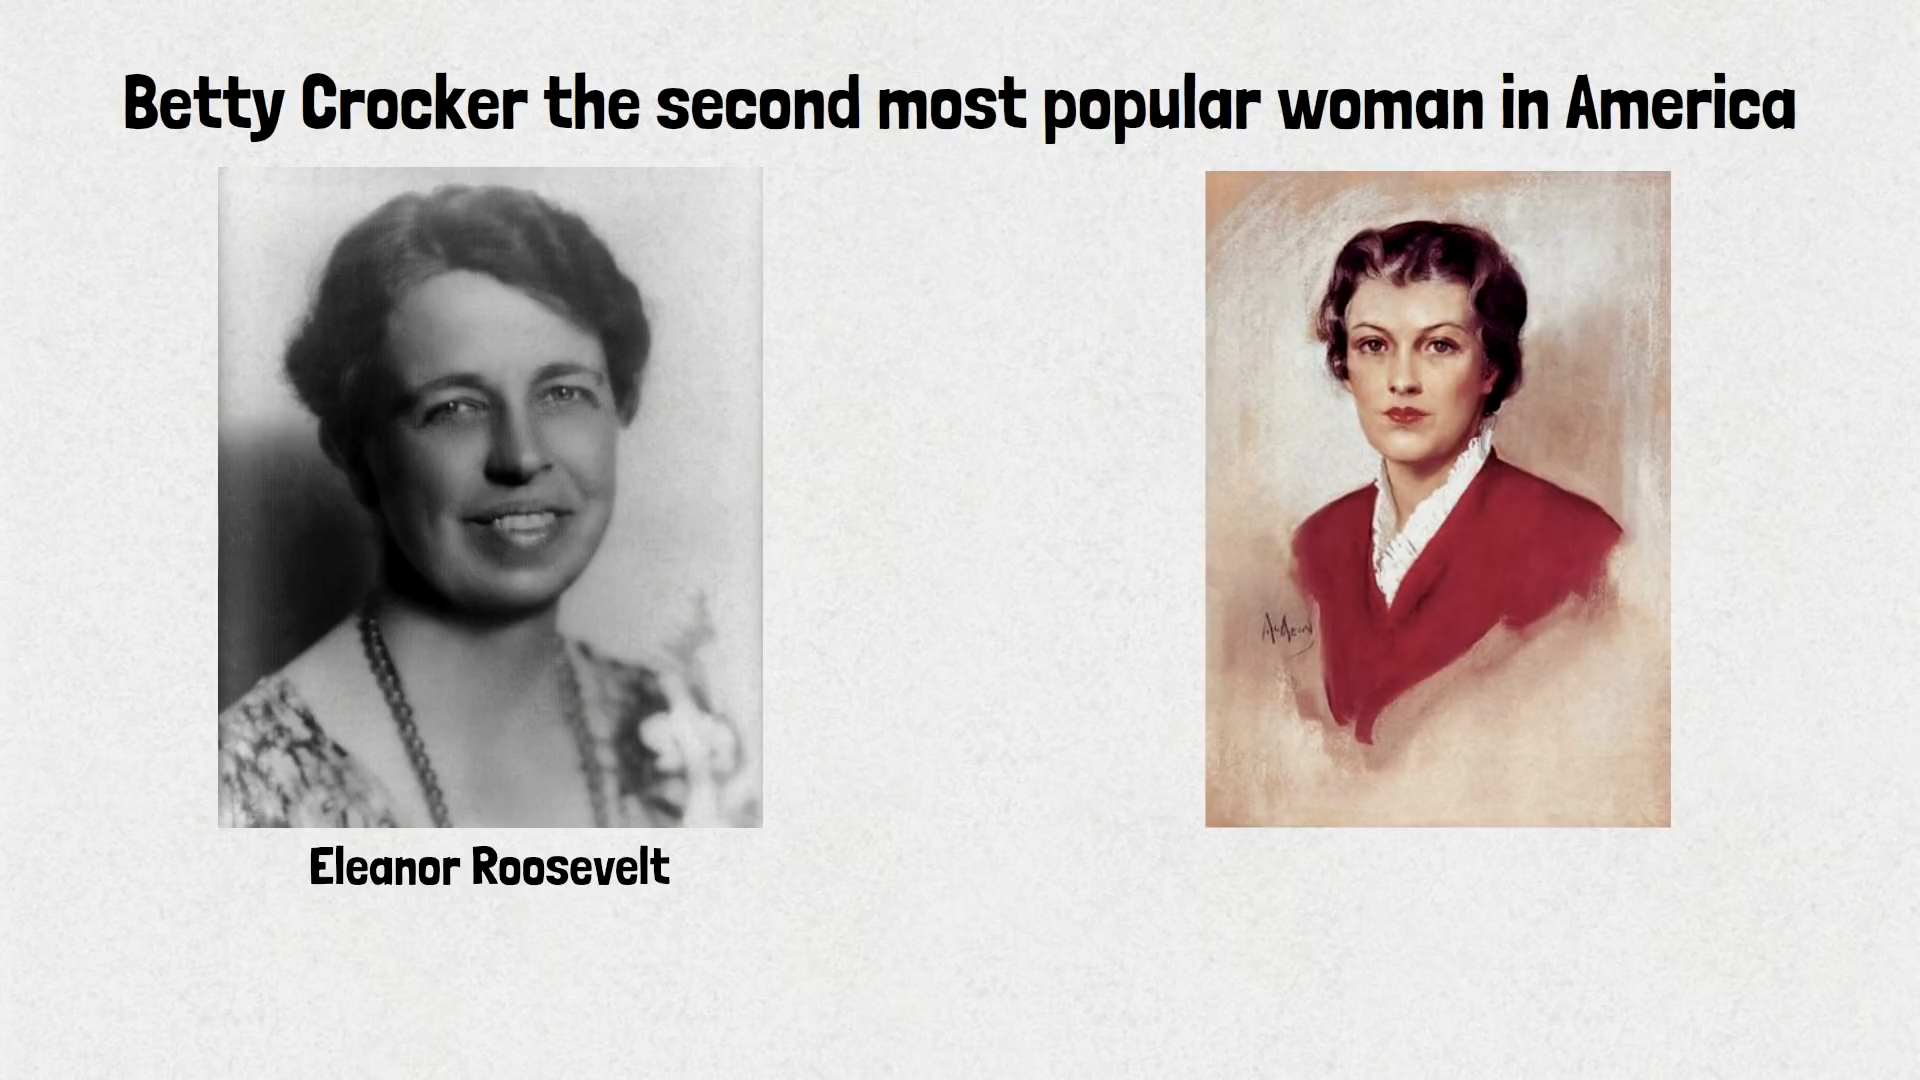 Betty Crocker the second most popular woman in America
Eleanor Roosevelt